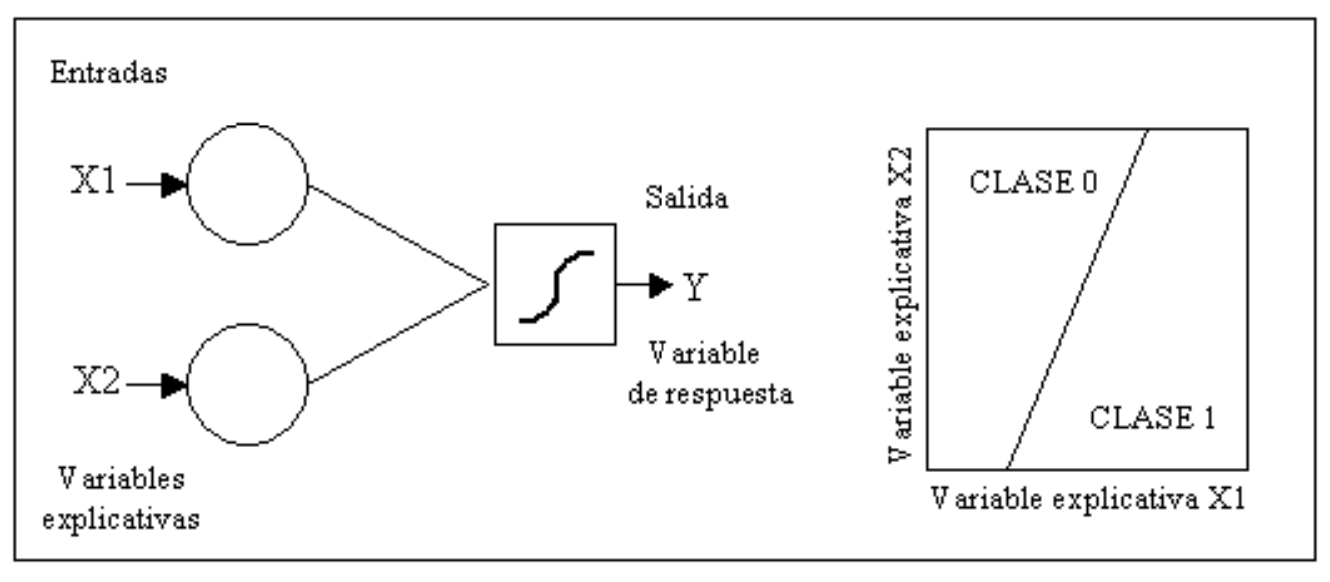 Entradas
X1
X2
Variables
explicativas
Salida
Y
Variable
de respuesta
Variable explicativa X2
CLASE 0
CLASE 1
Variable explicativa X1